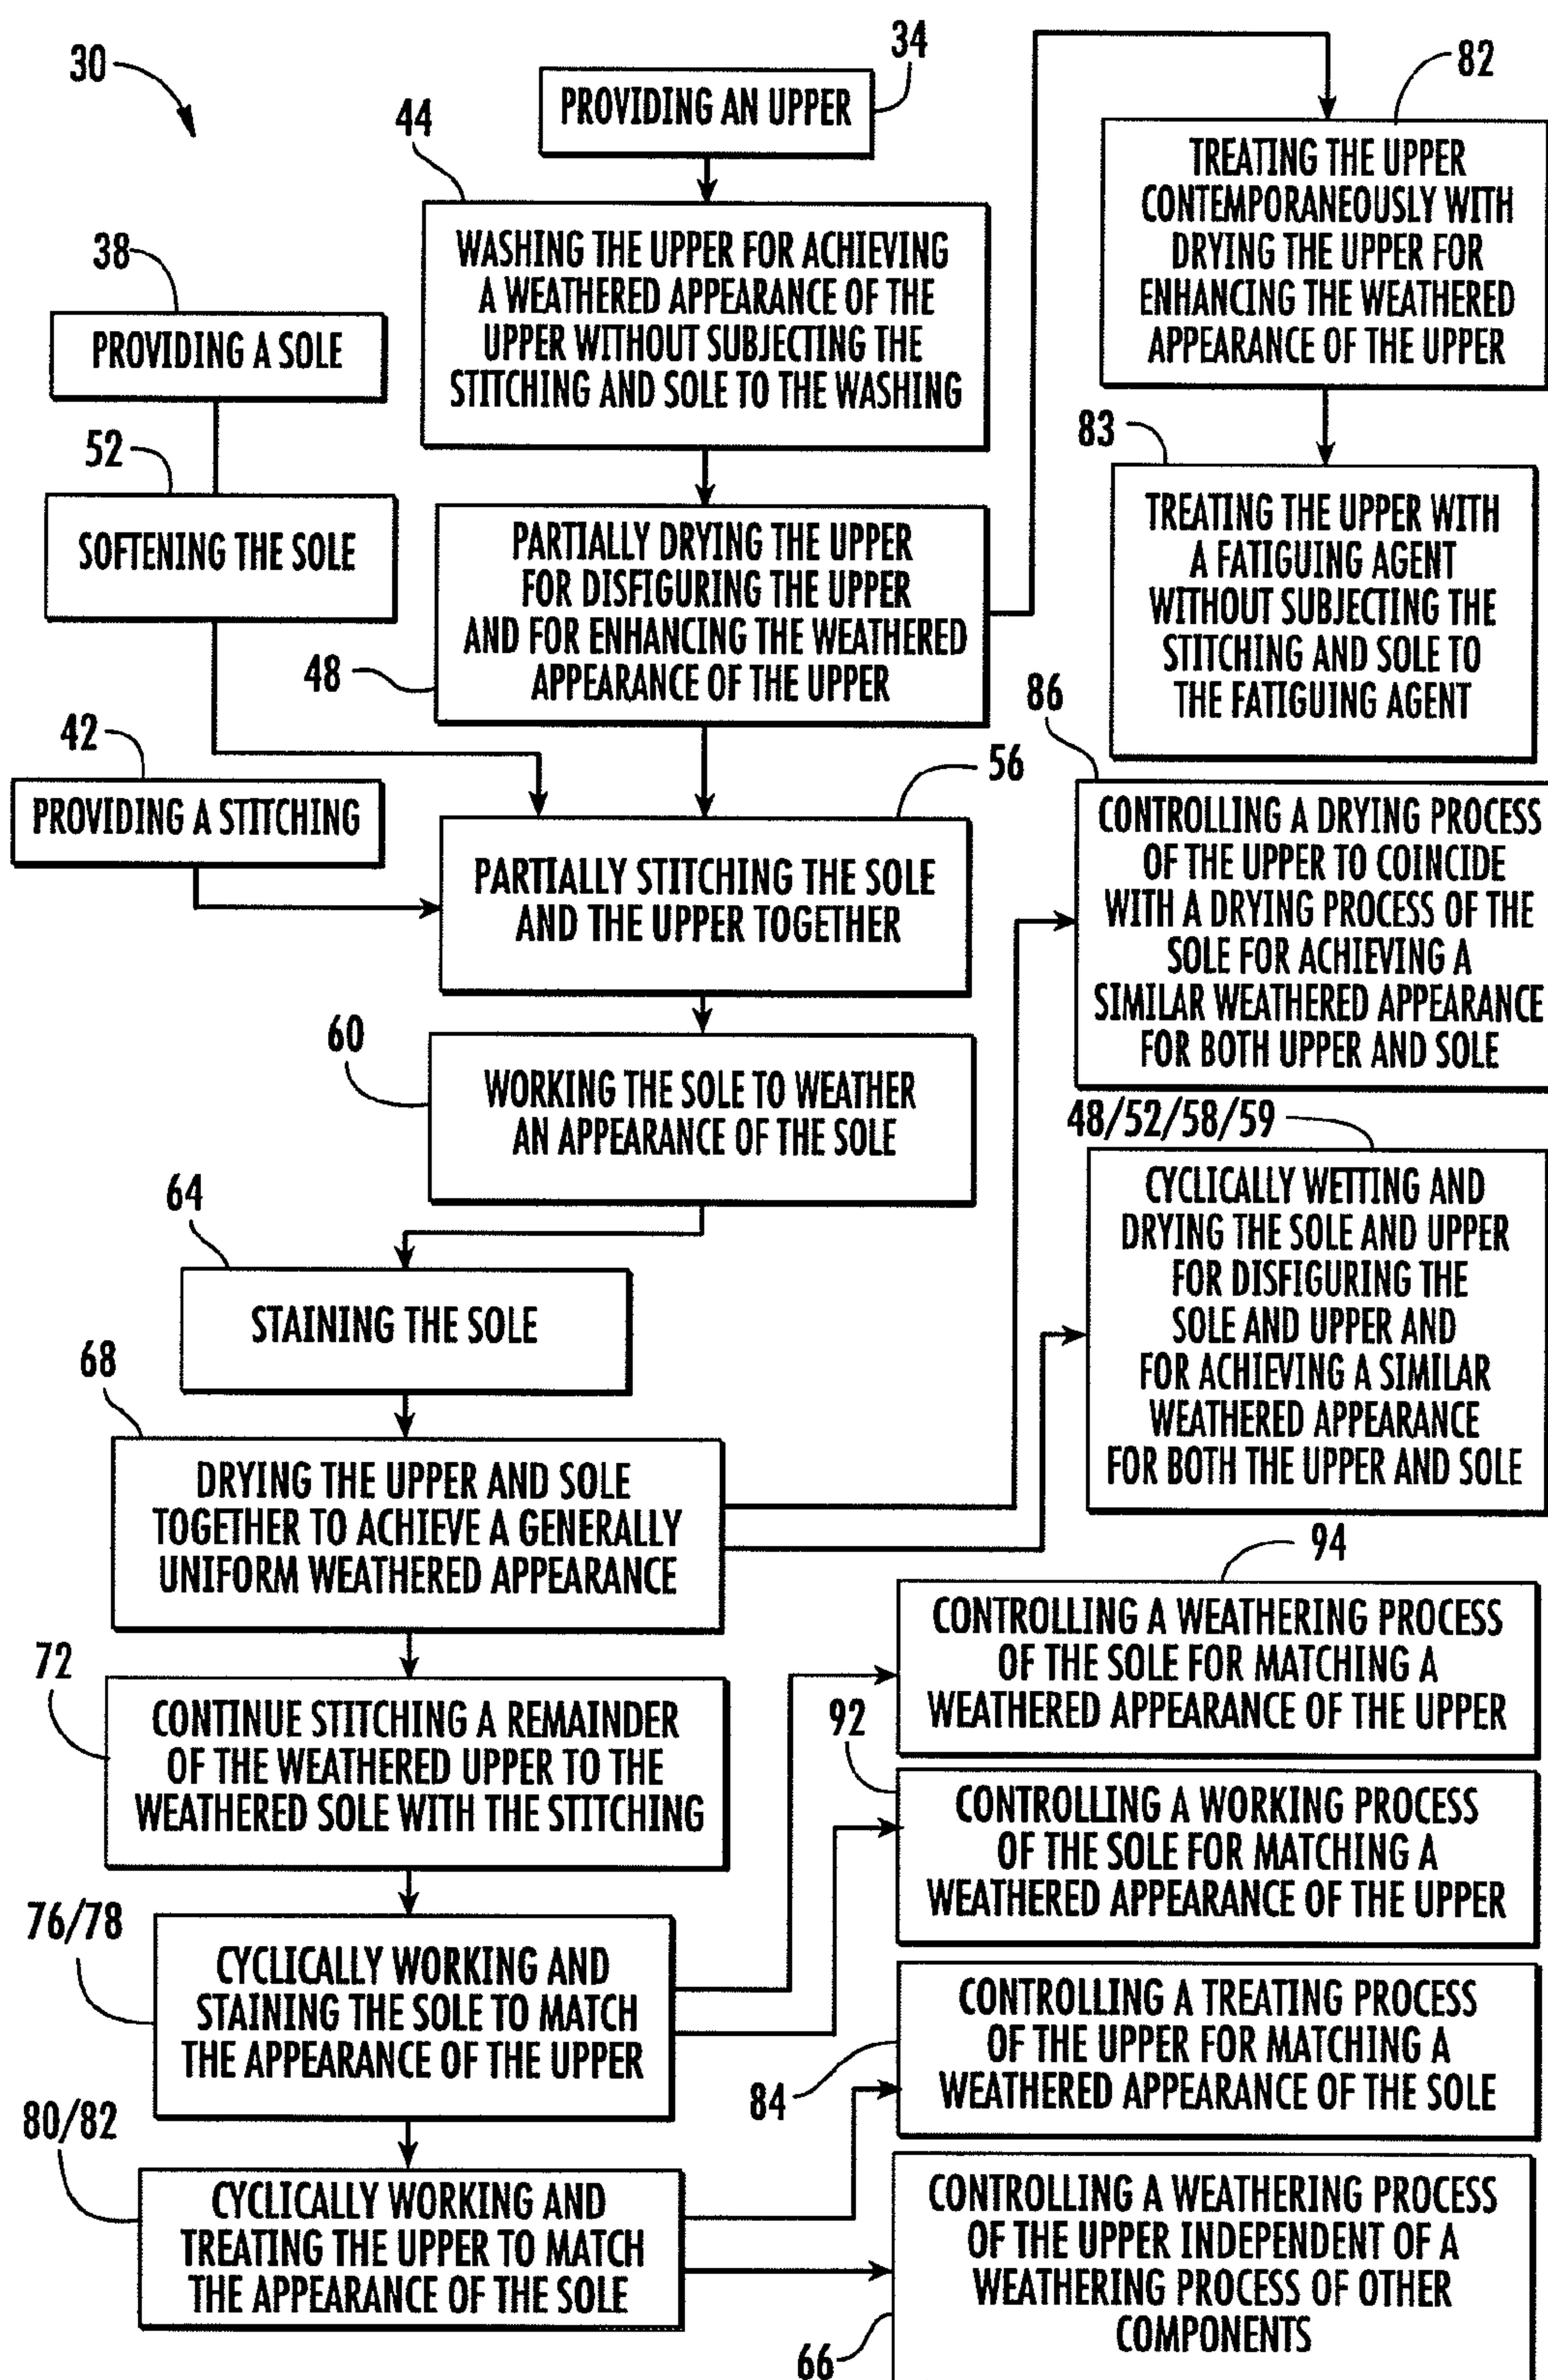 30
34
PROVIDING AN UPPER
44
WASHING THE UPPER FOR ACHIEVING
A WEATHERED APPEARANCE OF THE
UPPER WITHOUT SUBJECTING THE
STITCHING AND SOLE TO THE WASHING
38
PROVIDING A SOLE
52
SOFTENING THE SOLE
PARTIALLY DRYING THE UPPER
FOR DISFIGURING THE UPPER
AND FOR ENHANCING THE WEATHERED
APPEARANCE OF THE UPPER
48
42
PROVIDING A STITCHING
56
PARTIALLY STITCHING THE SOLE
AND THE UPPER TOGETHER
60
WORKING THE SOLE TO WEATHER
AN APPEARANCE OF THE SOLE
64
STAINING THE SOLE
68
DRYING THE UPPER AND SOLE
TOGETHER TO ACHIEVE A GENERALLY
UNIFORM WEATHERED APPEARANCE
72
CONTINUE STITCHING A REMAINDER
OF THE WEATHERED UPPER TO THE
WEATHERED SOLE WITH THE STITCHING
76/78
CYCLICALLY WORKING AND
STAINING THE SOLE TO MATCH
THE APPEARANCE OF THE UPPER
80/82
CYCLICALLY WORKING AND
TREATING THE UPPER TO MATCH
THE APPEARANCE OF THE SOLE
82
TREATING THE UPPER
CONTEMPORANEOUSLY WITH
DRYING THE UPPER FOR
ENHANCING THE WEATHERED
APPEARANCE OF THE UPPER
83
TREATING THE UPPER WITH
A FATIGUING AGENT
WITHOUT SUBJECTING THE
STITCHING AND SOLE TO
THE FATIGUING AGENT
86
CONTROLLING A DRYING PROCESS
OF THE UPPER TO COINCIDE
WITH A DRYING PROCESS OF THE
SOLE FOR ACHIEVING A
SIMILAR WEATHERED APPEARANCE
FOR BOTH UPPER AND SOLE
48/52/58/59
CYCLICALLY WETTING AND
DRYING THE SOLE AND UPPER
FOR DISFIGURING THE
SOLE AND UPPER AND
FOR ACHIEVING A SIMILAR
WEATHERED APPEARANCE
FOR BOTH THE UPPER AND SOLE
94
CONTROLLING A WEATHERING PROCESS
OF THE SOLE FOR MATCHING A
WEATHERED APPEARANCE OF THE UPPER
92
CONTROLLING A WORKING PROCESS
OF THE SOLE FOR MATCHING A
WEATHERED APPEARANCE OF THE UPPER
CONTROLLING A TREATING PROCESS
OF THE UPPER FOR MATCHING A
WEATHERED APPEARANCE OF THE SOLE
84
CONTROLLING A WEATHERING PROCESS
OF THE UPPER INDEPENDENT OF A
WEATHERING PROCESS OF OTHER
COMPONENTS
66